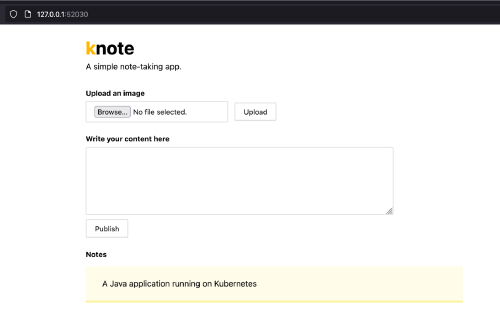 127.0.0.1:52030
knote
A simple note-taking app.
Upload an image
Browse... No file selected. Upload
Write your content here
Publish
Notes
A Java application running on Kubernetes